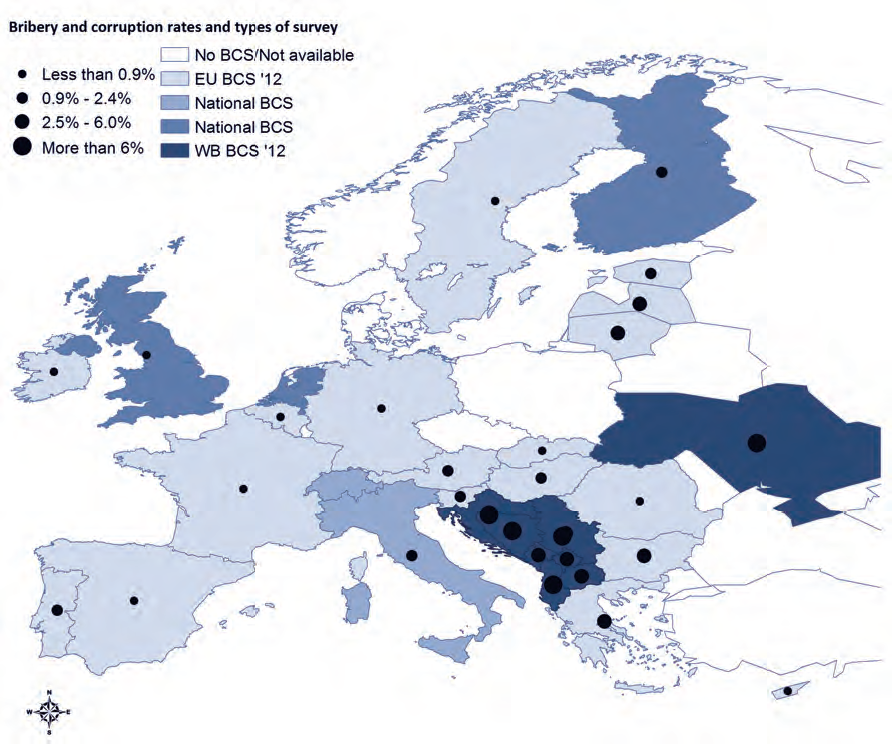 Bribery and corruption rates and types of survey
Less than 0.9%
0.9% - 2.4%
2.5% - 6.0%
More than 6%
No BCS/Not available
EU BCS '12
National BCS
National BCS
WB BCS '12
N
W E
S